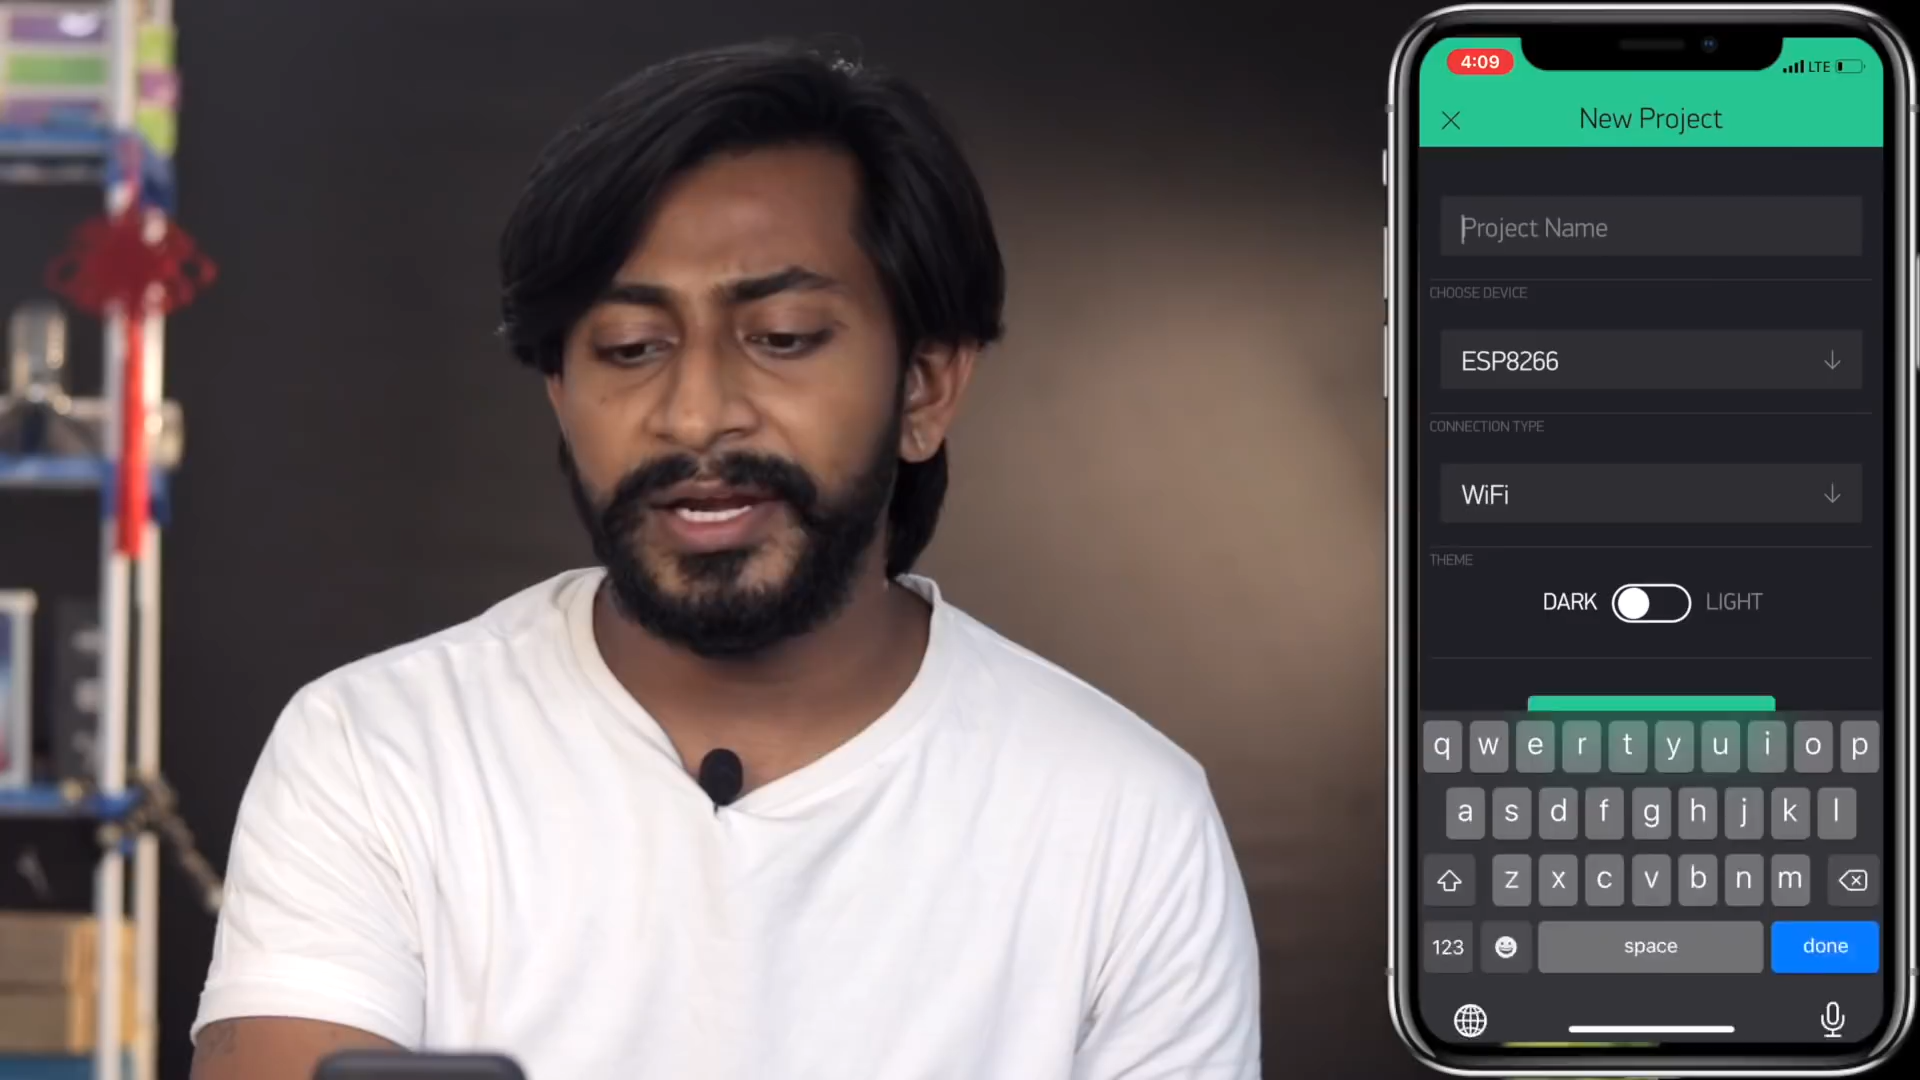 4:09
LTE
New Project
Project Name
CHOOSE DEVICE
ESP8266
CONNECTION TYPE
WiFi
THEME
DARK LIGHT
q w e r t y u i o p
a s d f g h j k l
z x c v b n m
123 space done